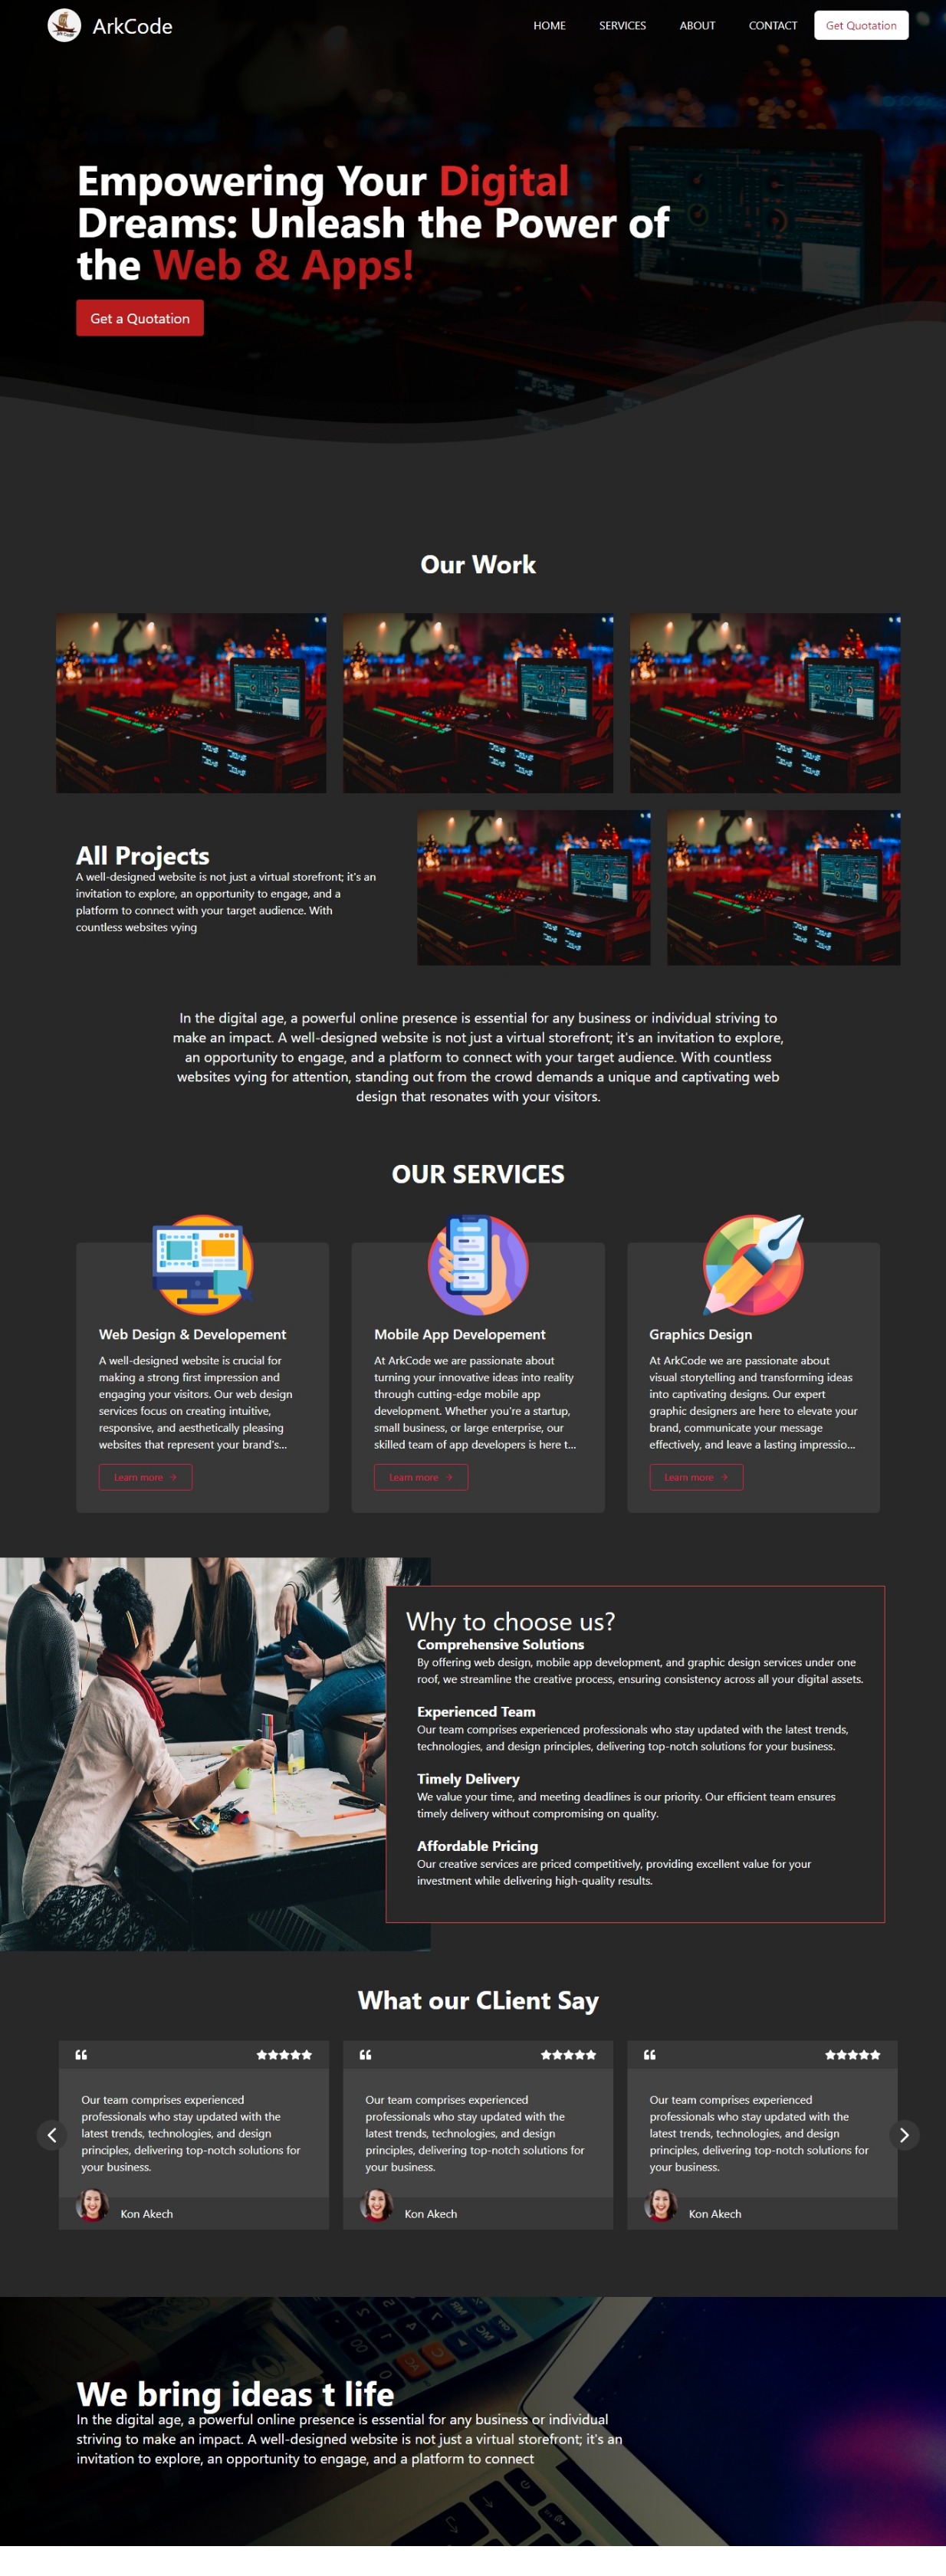 ArkCode
HOME
SERVICES
ABOUT
CONTACT
Get Quotation
Empowering Your Digital
Dreams: Unleash the Power of
the Web & Apps!
Get a Quotation
Our Work
All Projects
A well-designed website is not just a virtual storefront; it's an
invitation to explore, an opportunity to engage, and a
platform to connect with your target audience. With
countless websites vying
In the digital age, a powerful online presence is essential for any business or individual striving to
make an impact. A well-designed website is not just a virtual storefront; it's an invitation to explore,
an opportunity to engage, and a platform to connect with your target audience. With countless
websites vying for attention, standing out from the crowd demands a unique and captivating web
design that resonates with your visitors.
OUR SERVICES
Web Design & Developement
A well-designed website is crucial for
making a strong first impression and
engaging your visitors. Our web design
services focus on creating intuitive,
responsive, and aesthetically pleasing
websites that represent your brand's...
Learn more
Mobile App Developement
At ArkCode we are passionate about
turning your innovative ideas into reality
through cutting-edge mobile app
development. Whether you're a startup,
small business, or large enterprise, our
skilled team of app developers is here t...
Learn more
Graphics Design
At ArkCode we are passionate about
visual storytelling and transforming ideas
into captivating designs. Our expert
graphic designers are here to elevate your
brand, communicate your message
effectively, and leave a lasting impressio...
Learn more
Why to choose us?
Comprehensive Solutions
By offering web design, mobile app development, and graphic design services under one
roof, we streamline the creative process, ensuring consistency across all your digital assets.
Experienced Team
Our team comprises experienced professionals who stay updated with the latest trends,
technologies, and design principles, delivering top-notch solutions for your business.
Timely Delivery
We value your time, and meeting deadlines is our priority. Our efficient team ensures
timely delivery without compromising on quality.
Affordable Pricing
Our creative services are priced competitively, providing excellent value for your
investment while delivering high-quality results.
What our CLient Say
Our team comprises experienced
professionals who stay updated with the
latest trends, technologies, and design
principles, delivering top-notch solutions for
your business.
Kon Akech
Our team comprises experienced
professionals who stay updated with the
latest trends, technologies, and design
principles, delivering top-notch solutions for
your business.
Kon Akech
Our team comprises experienced
professionals who stay updated with the
latest trends, technologies, and design
principles, delivering top-notch solutions for
your business.
Kon Akech
We bring ideas t life
In the digital age, a powerful online presence is essential for any business or individual
striving to make an impact. A well-designed website is not just a virtual storefront; it's an
invitation to explore, an opportunity to engage, and a platform to connect